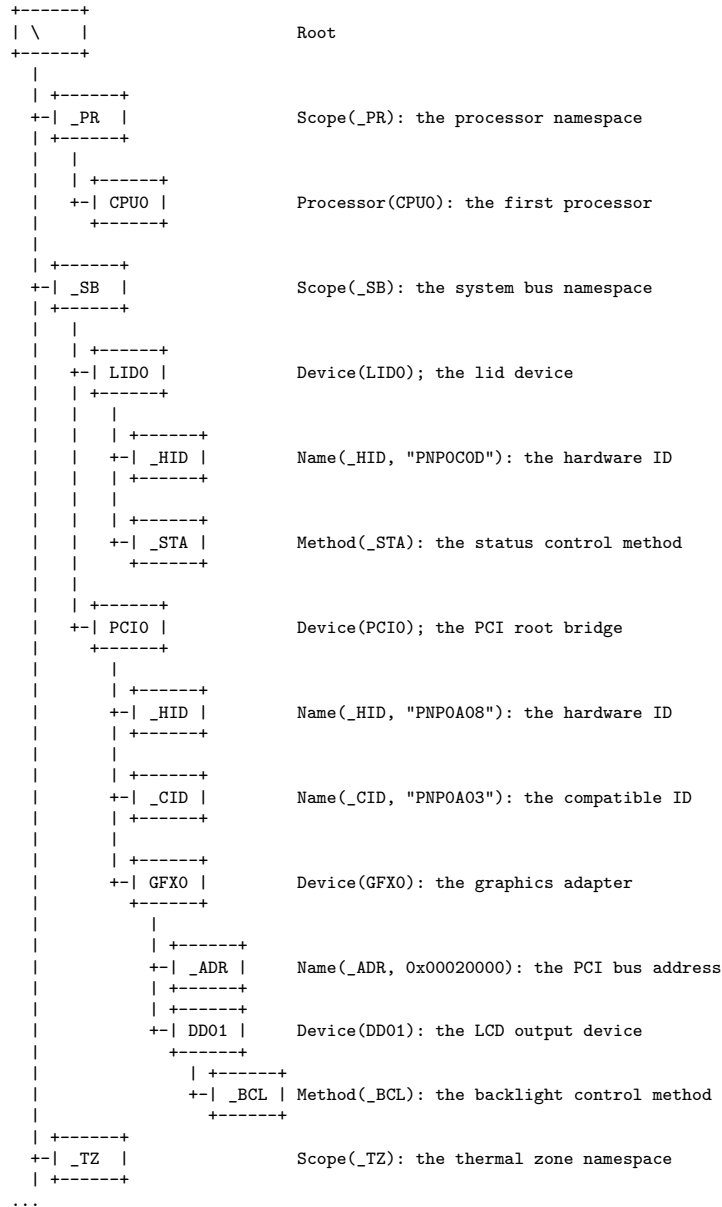 +------+
| \    |                       Root
+------+
  |
  | +------+
  +-| _PR  |                   Scope(_PR): the processor namespace
  | +------+
  |   |
  |   | +------+
  |   +-| CPU0 |               Processor(CPU0): the first processor
  |     +------+
  |
  | +------+
  +-| _SB  |                   Scope(_SB): the system bus namespace
  | +------+
  |   |
  |   | +------+
  |   +-| LID0 |               Device(LID0); the lid device
  |   | +------+
  |   |   |
  |   |   | +------+
  |   |   +-| _HID |           Name(_HID, "PNP0C0D"): the hardware ID
  |   |   | +------+
  |   |   |
  |   |   | +------+
  |   |   +-| _STA |           Method(_STA): the status control method
  |   |     +------+
  |   |
  |   | +------+
  |   +-| PCI0 |               Device(PCI0); the PCI root bridge
  |     +------+
  |       |
  |       | +------+
  |       +-| _HID |           Name(_HID, "PNP0A08"): the hardware ID
  |       | +------+
  |       |
  |       | +------+
  |       +-| _CID |           Name(_CID, "PNP0A03"): the compatible ID
  |       | +------+
  |       |
  |       | +------+
  |       +-| GFX0 |           Device(GFX0): the graphics adapter
  |         +------+
  |           |
  |           | +------+
  |           +-| _ADR |       Name(_ADR, 0x00020000): the PCI bus address
  |           | +------+
  |           | +------+
  |           +-| DD01 |       Device(DD01): the LCD output device
  |             +------+
  |               | +------+
  |               +-| _BCL |   Method(_BCL): the backlight control method
  |                 +------+
  | +------+
  +-| _TZ  |                   Scope(_TZ): the thermal zone namespace
  | +------+
...